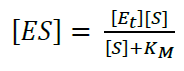 [ES] = [E_t][S] / ([S]+K_M)